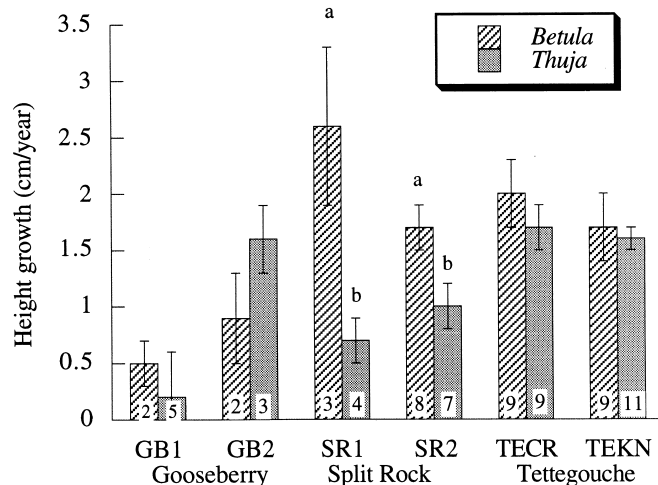 a
3.5
Betula
Thuja
3
2.5
a
2
b
b
1.5
Height growth (cm/year)
1
0.5
2 5 2 3 3 4 8 7 9 9 9 11
0
GB1 GB2 SR1 SR2 TECR TEKN
Gooseberry Split Rock Tettegouche